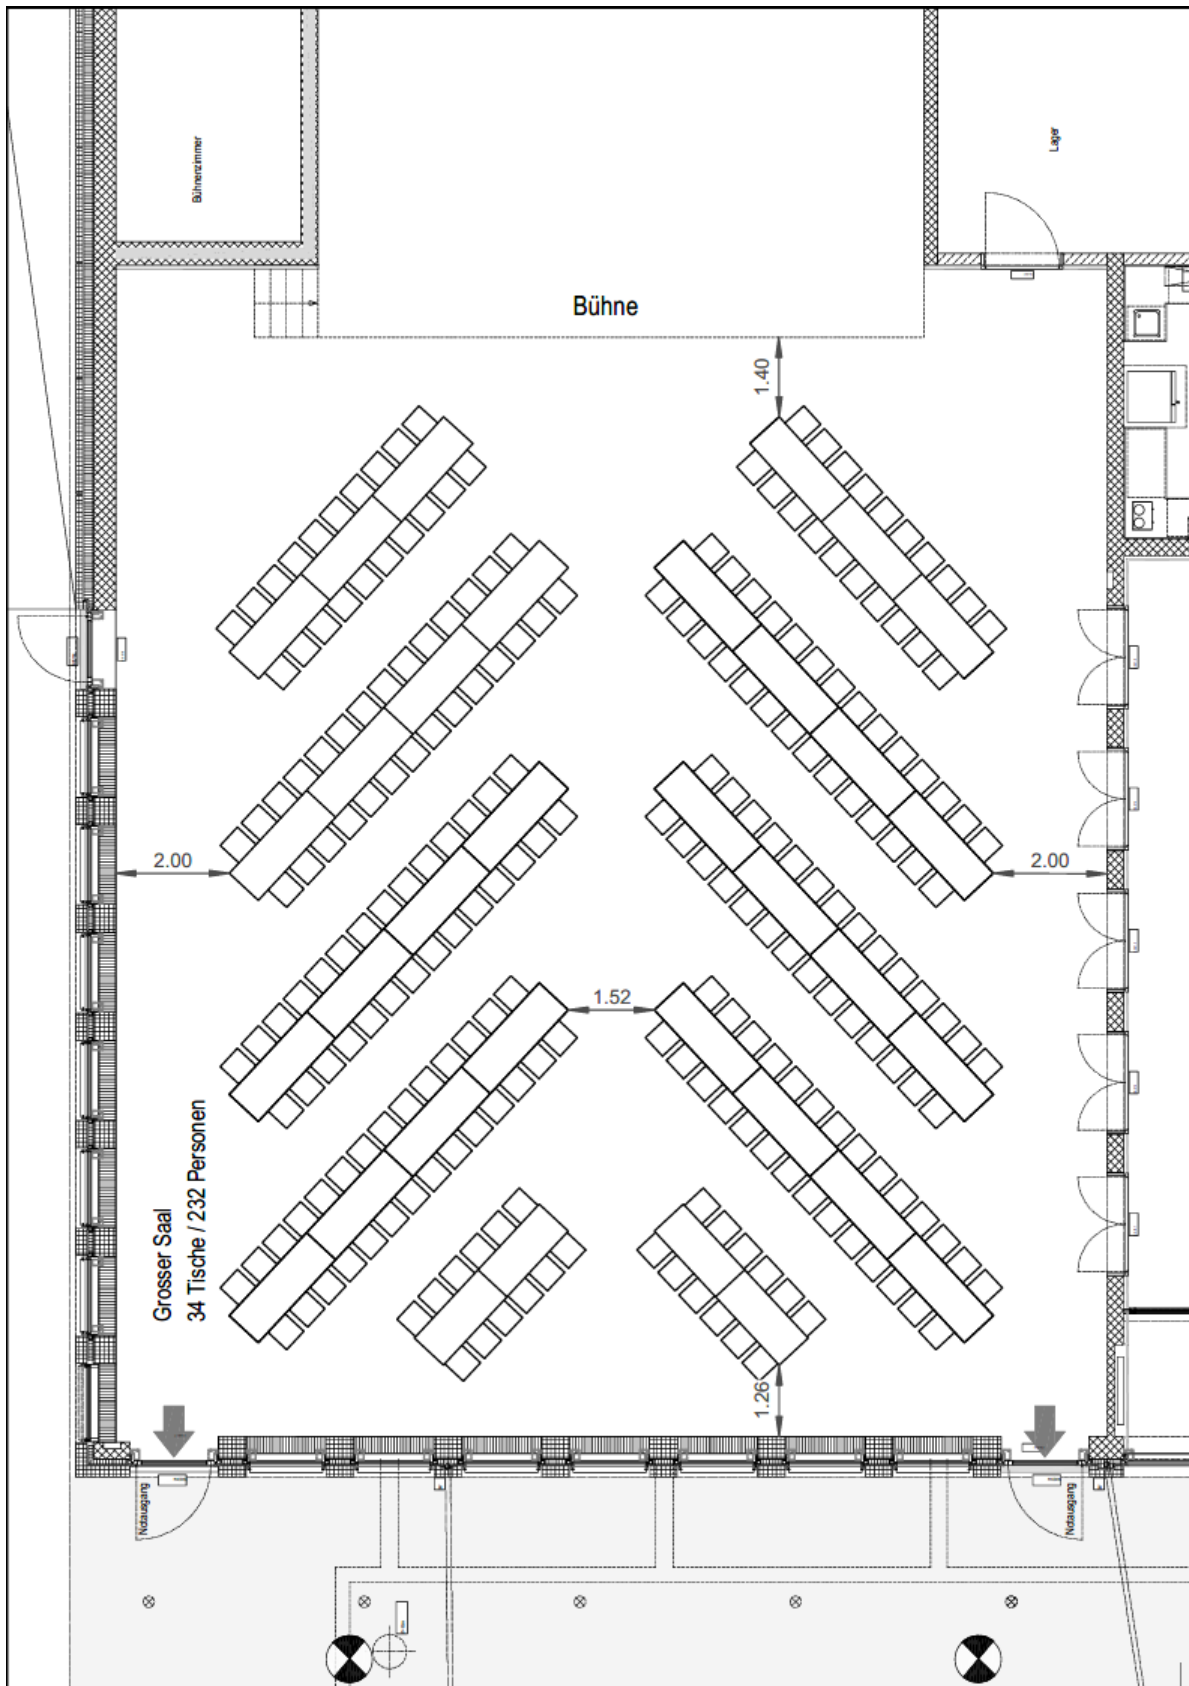 Bühnenzimmer
Lager
Bühne
1.40
2.00
2.00
1.52
Grosser Saal
34 Tische / 232 Personen
1.26
Notausgang
Notausgang